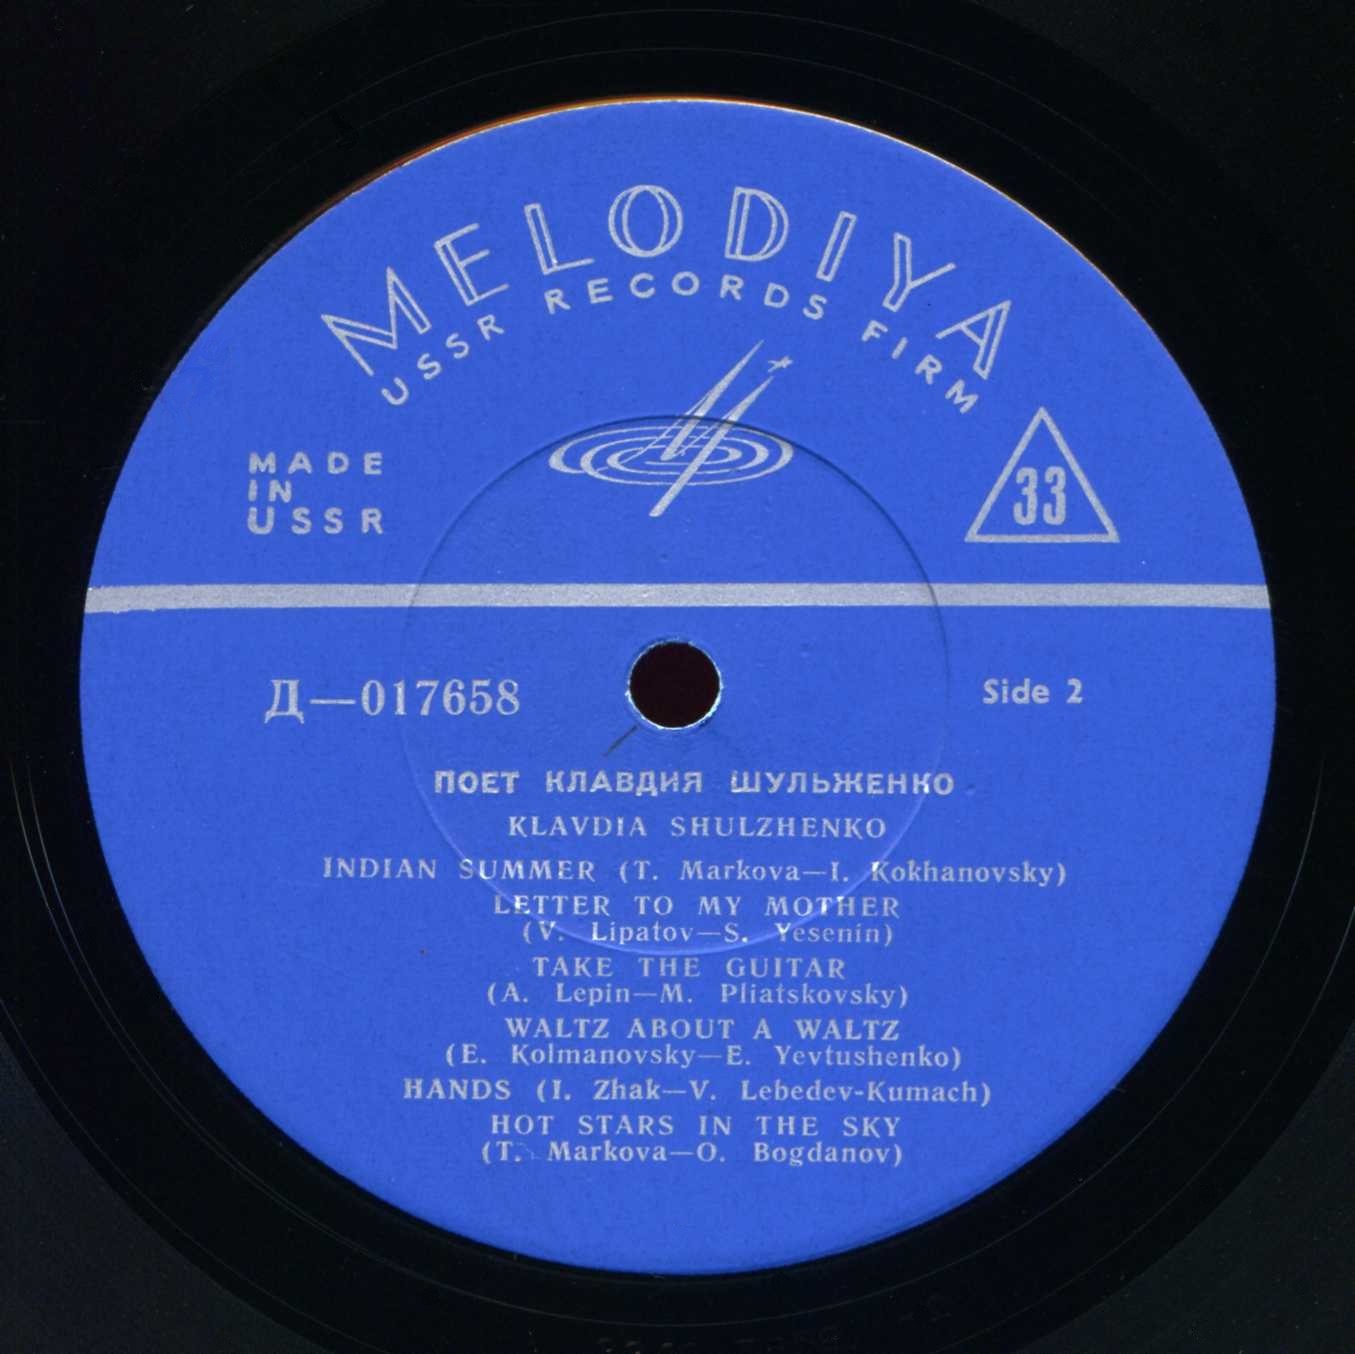 MELODIYA
USSR RECORDS FIRM
MADE
IN
USSR
33
Д—017658
Side 2
ПОЕТ КЛАВДИЯ ШУЛЬЖЕНКО
KLAVDIA SHULZHENKO
INDIAN SUMMER (T. Markova—I. Kokhanovsky)
LETTER TO MY MOTHER
(V. Lipatov—S. Yesenin)
TAKE THE GUITAR
(A. Lepin—M. Pliatskovsky)
WALTZ ABOUT A WALTZ
(E. Kolmanovsky—E. Yevtushenko)
HANDS (I. Zhak—V. Lebedev-Kumach)
HOT STARS IN THE SKY
(T. Markova—O. Bogdanov)